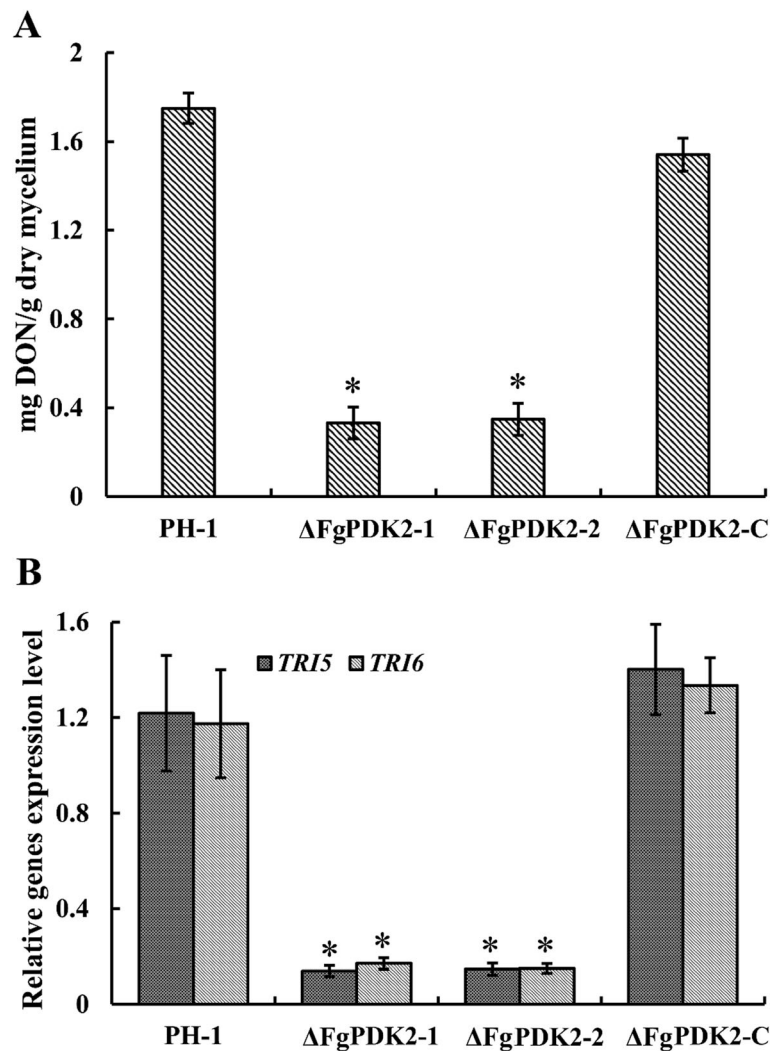 A
mg DON/g dry mycelium
2
1.6
1.2
0.8
0.4
0
*
*
PH-1 ΔFgPDK2-1 ΔFgPDK2-2 ΔFgPDK2-C
B
Relative genes expression level
1.6
1.2
0.8
0.4
0
TRI5 TRI6
* * * *
PH-1 ΔFgPDK2-1 ΔFgPDK2-2 ΔFgPDK2-C